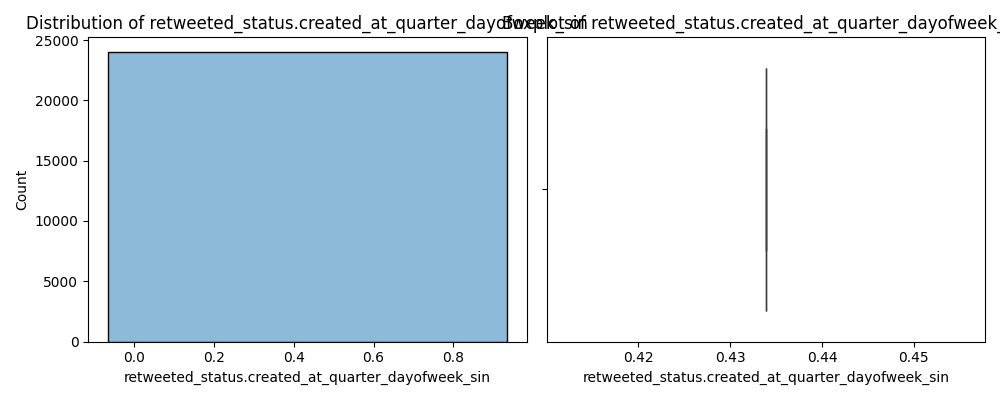 Distribution of retweeted_status.created_at_quarter_dayofweek_sin
Boxplot of retweeted_status.created_at_quarter_dayofweek_
25000
20000
15000
10000
5000
0
Count
0.0 0.2 0.4 0.6 0.8
retweeted_status.created_at_quarter_dayofweek_sin
0.42 0.43 0.44 0.45
retweeted_status.created_at_quarter_dayofweek_sin